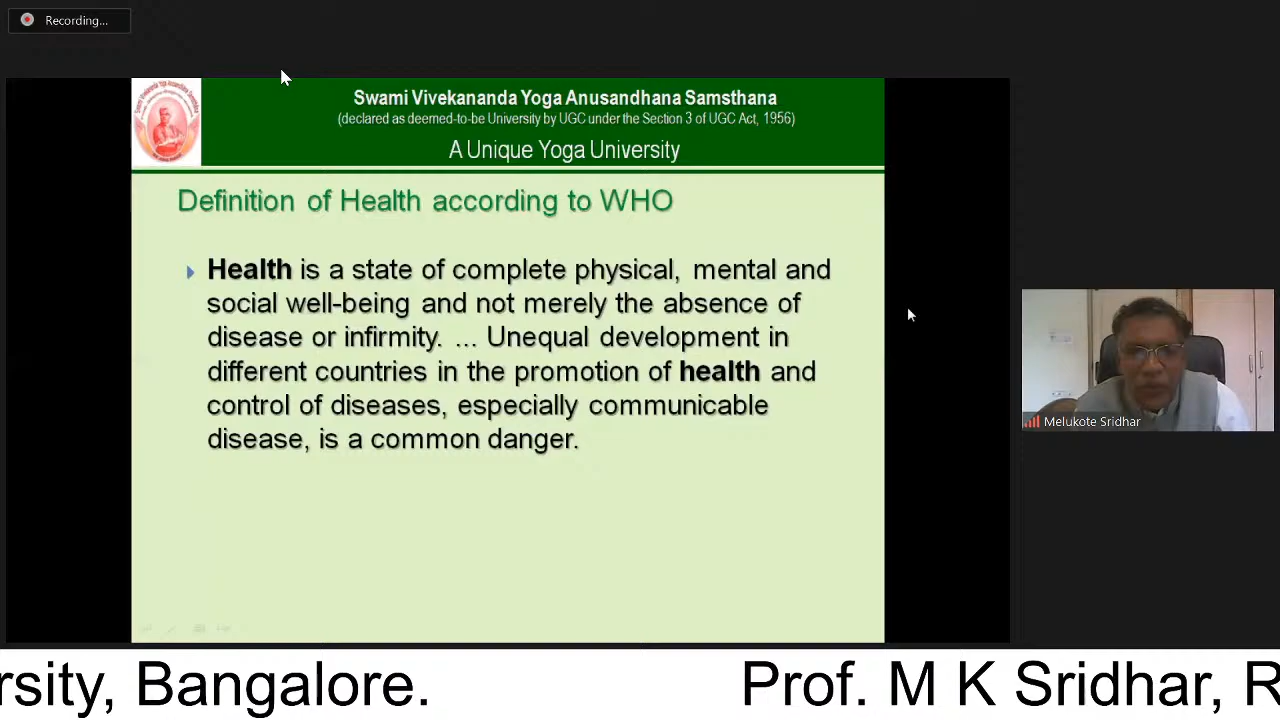 Recording...
Swami Vivekananda Yoga Anusandhana Samsthana
(declared as deemed-to-be University by UGC under the Section 3 of UGC Act, 1956)
A Unique Yoga University
Definition of Health according to WHO
Health is a state of complete physical, mental and
social well-being and not merely the absence of
disease or infirmity. ... Unequal development in
different countries in the promotion of health and
control of diseases, especially communicable
disease, is a common danger.
Melukote Sridhar
rsity, Bangalore. Prof. M K Sridhar, R